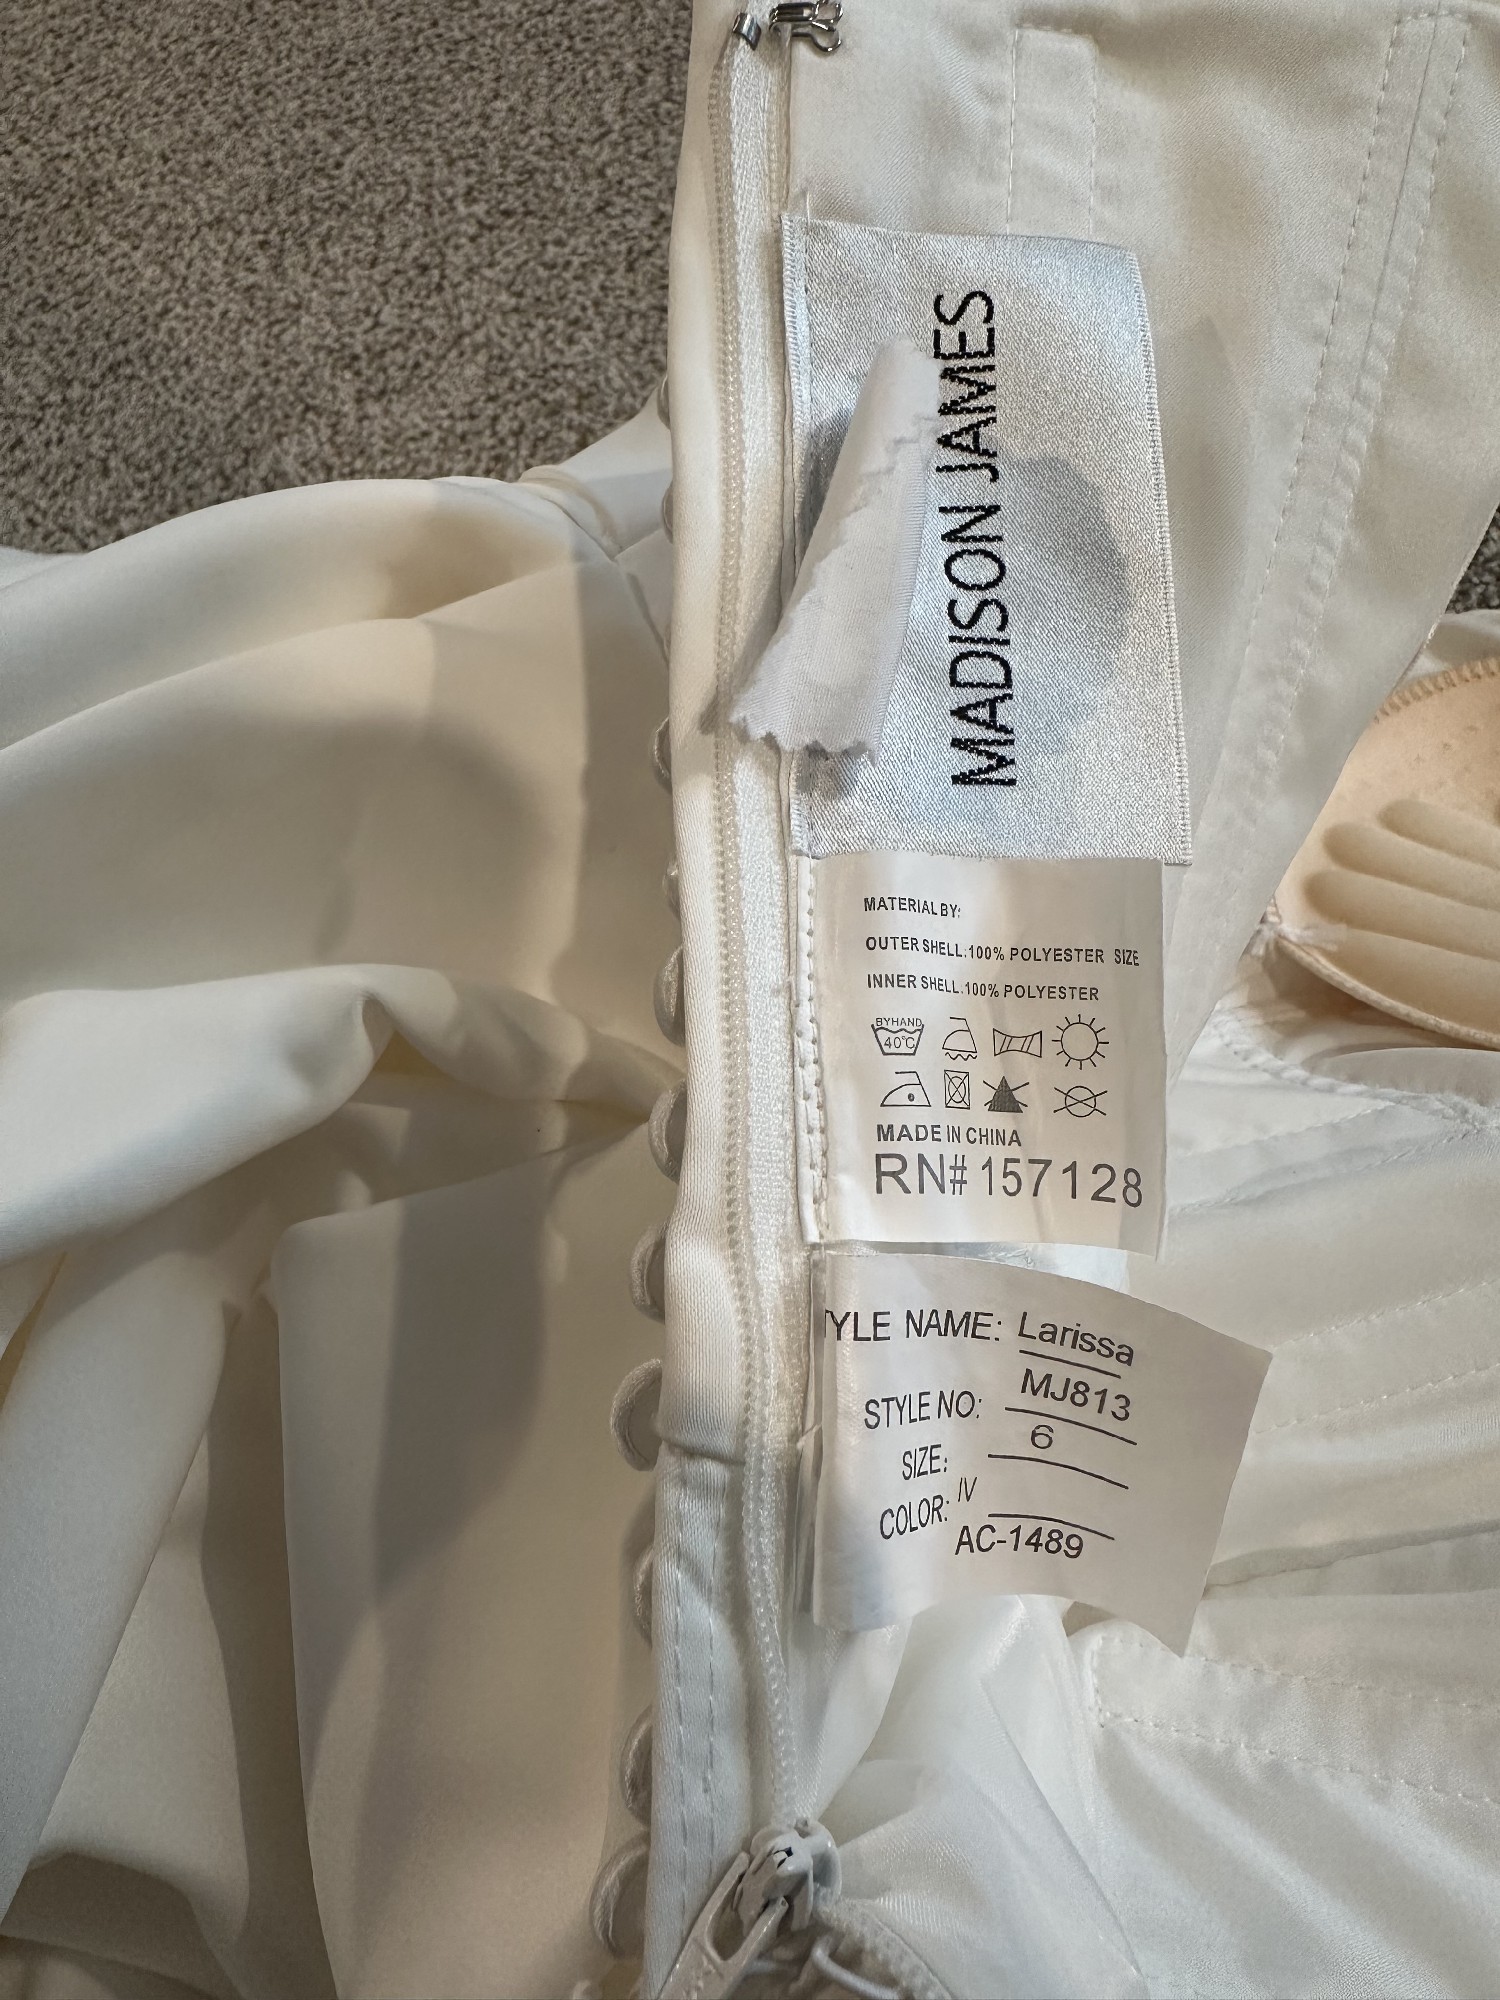 MADISON JAMES
MATERIAL BY:
OUTER SHELL.100% POLYESTER SIZE
INNER SHELL.100% POLYESTER
BYHAND
40°C
MADE IN CHINA
RN# 157128
TYLE NAME: Larissa
STYLE NO: MJ813
SIZE: 6
COLOR: IV
AC-1489